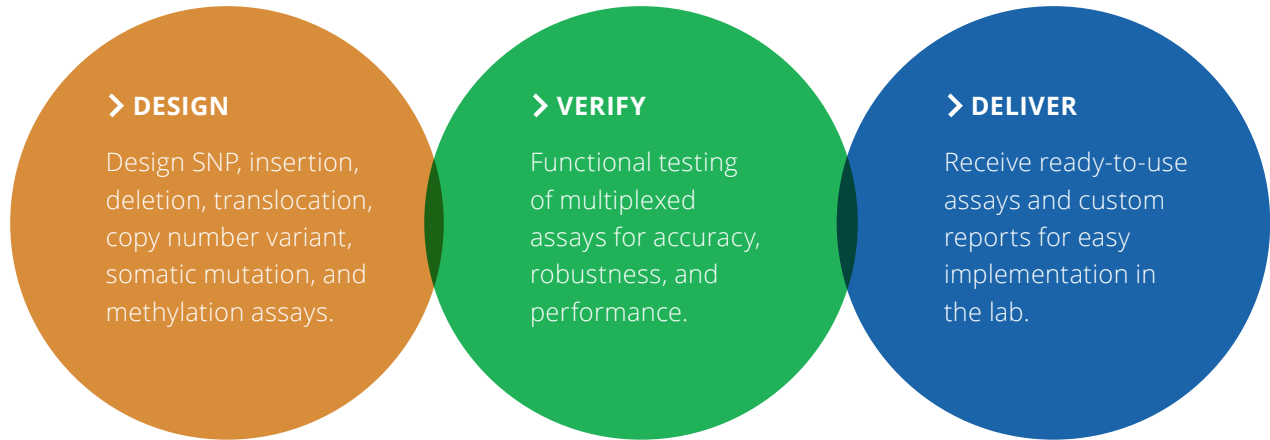 DESIGN
Design SNP, insertion,
deletion, translocation,
copy number variant,
somatic mutation, and
methylation assays.
VERIFY
Functional testing
of multiplexed
assays for accuracy,
robustness, and
performance.
DELIVER
Receive ready-to-use
assays and custom
reports for easy
implementation in
the lab.